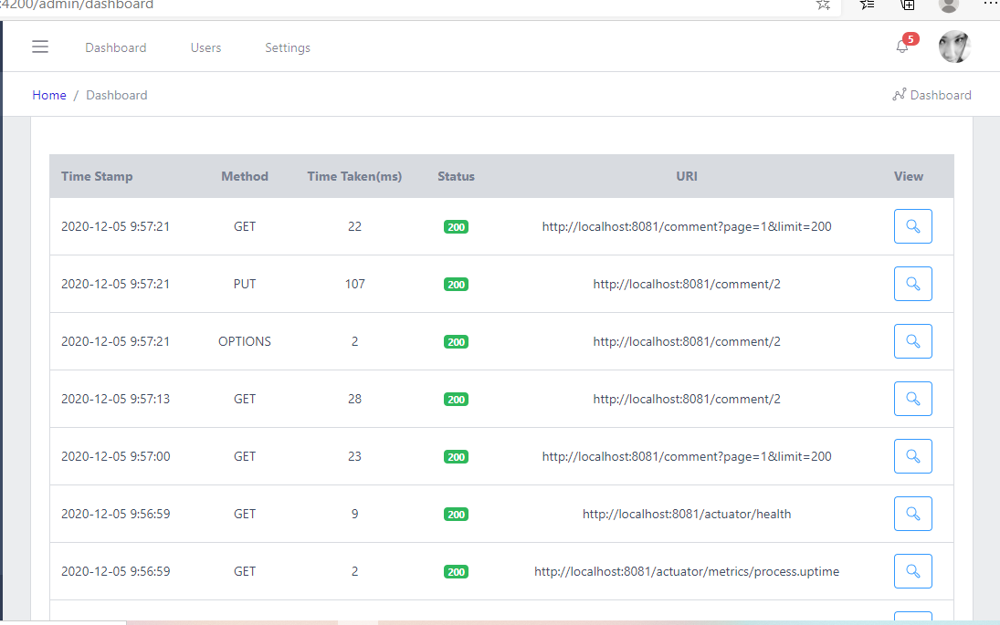 :4200/admin/dashboard
Dashboard Users Settings 5
Home / Dashboard Dashboard
Time Stamp Method Time Taken(ms) Status URI View
2020-12-05 9:57:21 GET 22 200 http://localhost:8081/comment?page=1&limit=200
2020-12-05 9:57:21 PUT 107 200 http://localhost:8081/comment/2
2020-12-05 9:57:21 OPTIONS 2 200 http://localhost:8081/comment/2
2020-12-05 9:57:13 GET 28 200 http://localhost:8081/comment/2
2020-12-05 9:57:00 GET 23 200 http://localhost:8081/comment?page=1&limit=200
2020-12-05 9:56:59 GET 9 200 http://localhost:8081/actuator/health
2020-12-05 9:56:59 GET 2 200 http://localhost:8081/actuator/metrics/process.uptime